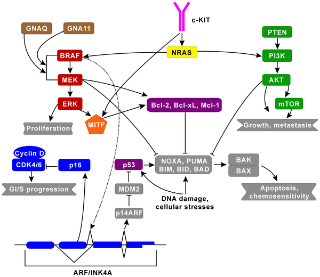 c-KIT
GNAQ
GNA11
PTEN
BRAF
NRAS
PI3K
MEK
AKT
ERK
MITF
Bcl-2, Bcl-xL, Mcl-1
mTOR
Proliferation
Growth, metastasis
Cyclin D
CDK4/6
p16
p53
NOXA, PUMA
BIM, BID, BAD
BAK
BAX
MDM2
GI/S progression
DNA damage,
cellular stresses
Apoptosis,
chemosensitivity
p14ARF
ARF/INK4A